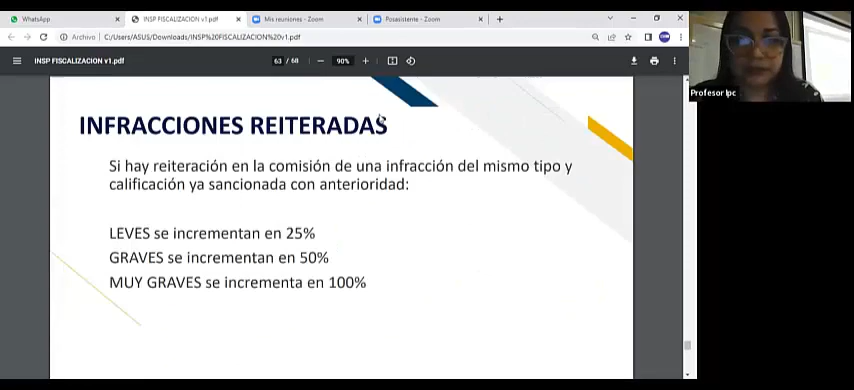 WhatsApp
INSP FISCALIZACION v1.pdf
Mis reuniones - Zoom
Posasistente - Zoom
Archivo
C:/Users/ASUS/Downloads/INSP%20FISCALIZACION%20v1.pdf
INSP FISCALIZACION v1.pdf
63 / 68
90%
Profesor Ipc
INFRACCIONES REITERADAS
Si hay reiteración en la comisión de una infracción del mismo tipo y
calificación ya sancionada con anterioridad:
LEVES se incrementan en 25%
GRAVES se incrementan en 50%
MUY GRAVES se incrementa en 100%